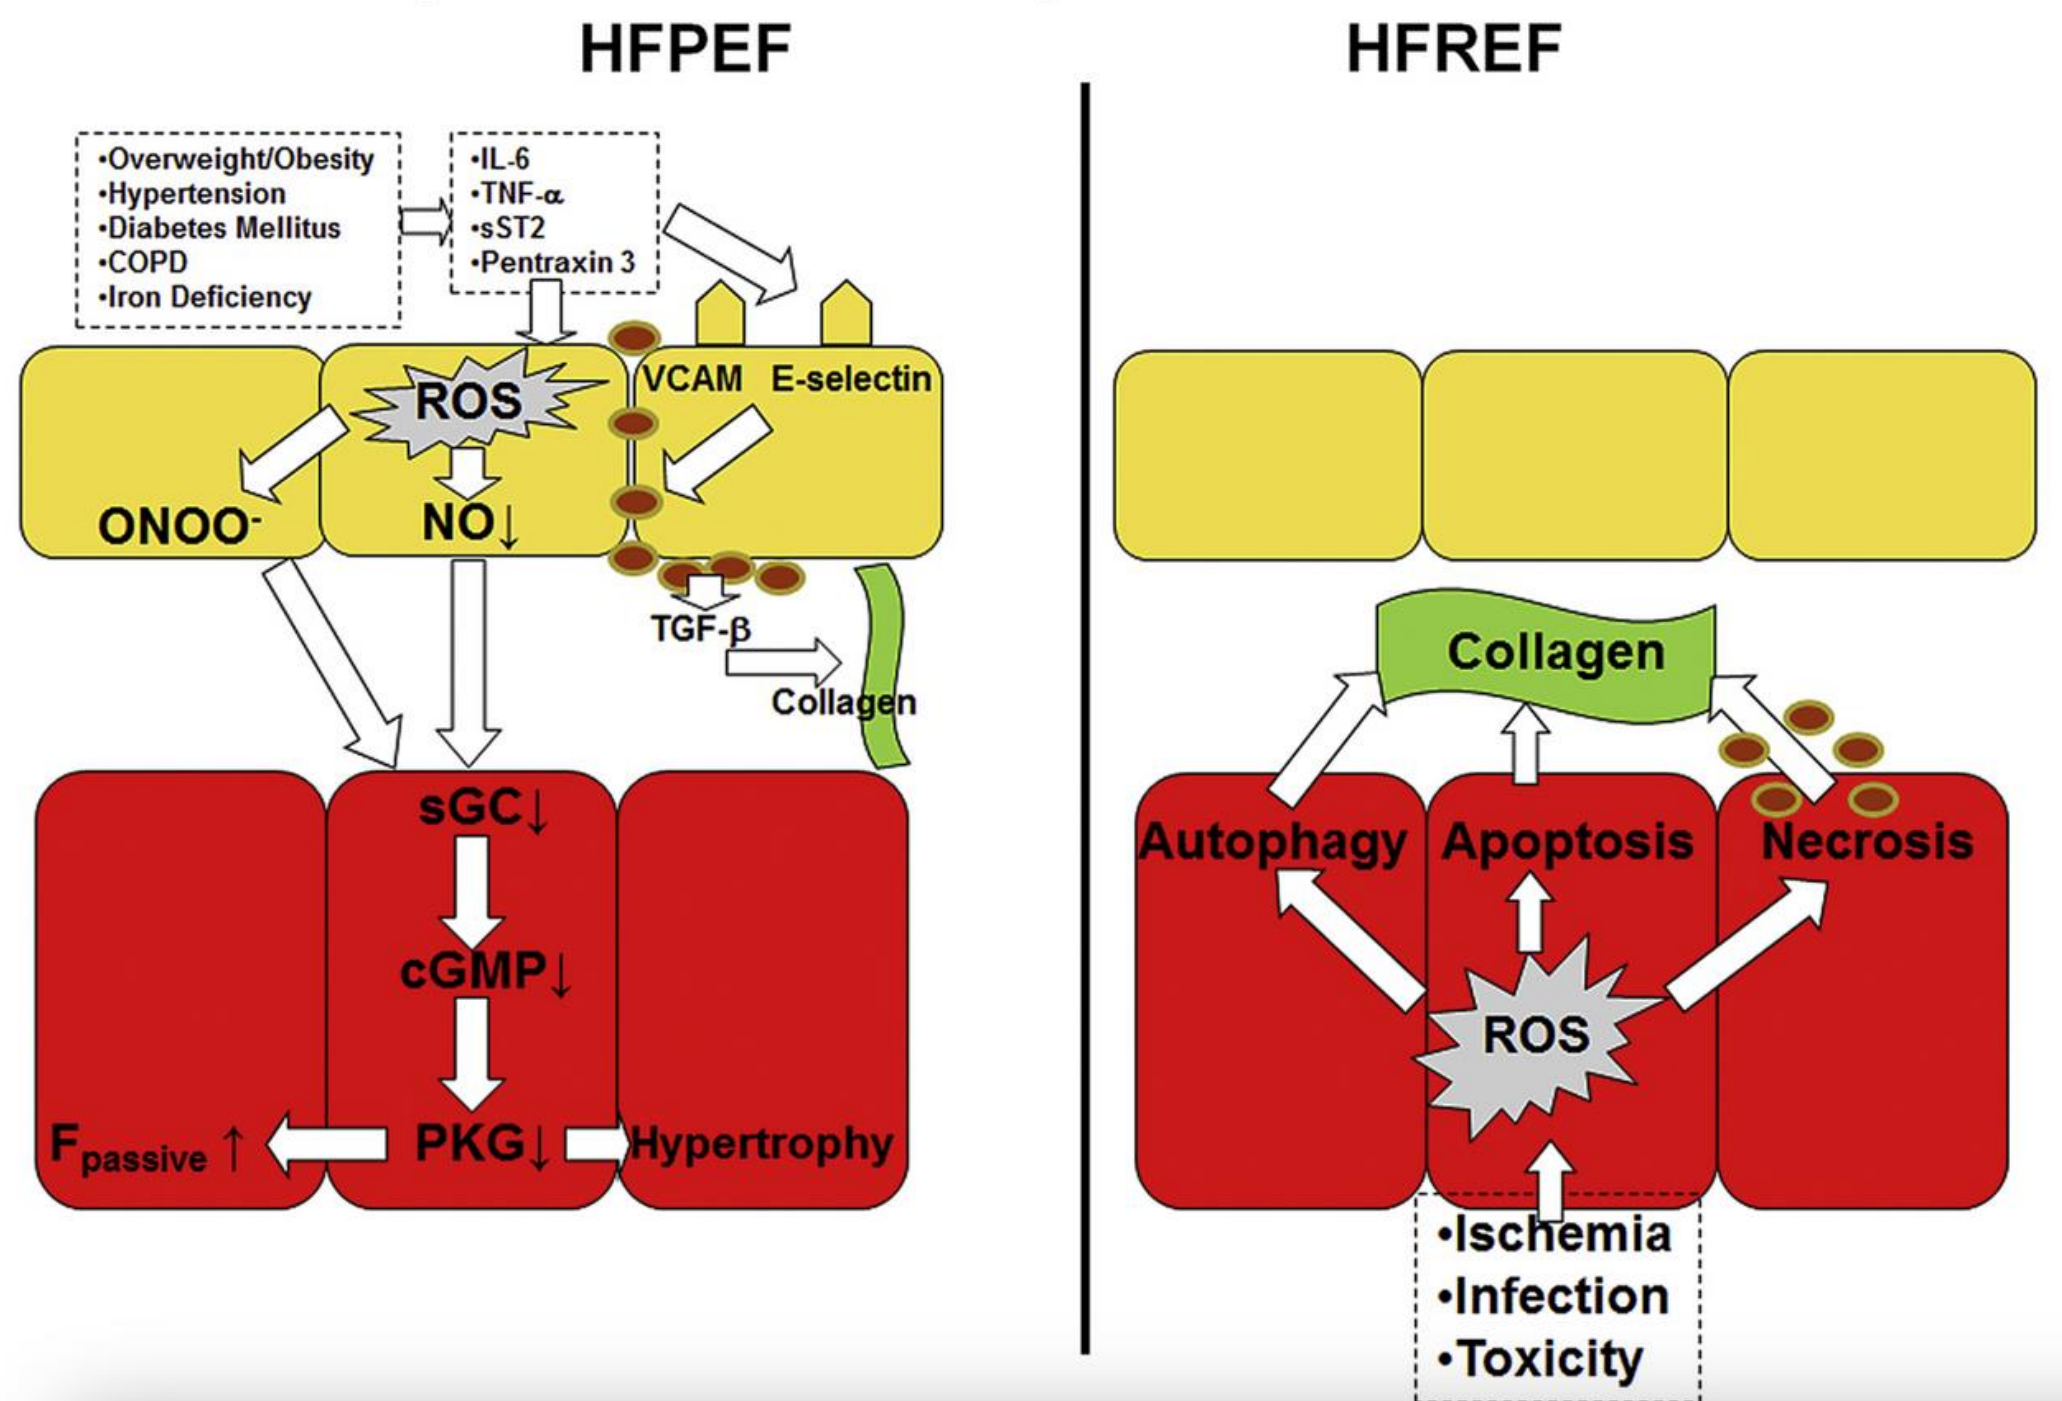 HFPEF
HFREF
•Overweight/Obesity
•Hypertension
•Diabetes Mellitus
•COPD
•Iron Deficiency
•IL-6
•TNF-α
•sST2
•Pentraxin 3
ROS
VCAM
E-selectin
ONOO-
NO↓
TGF-β
Collagen
sGC↓
cGMP↓
Fpassive ↑
PKG↓
Hypertrophy
Collagen
Autophagy
Apoptosis
Necrosis
ROS
•Ischemia
•Infection
•Toxicity